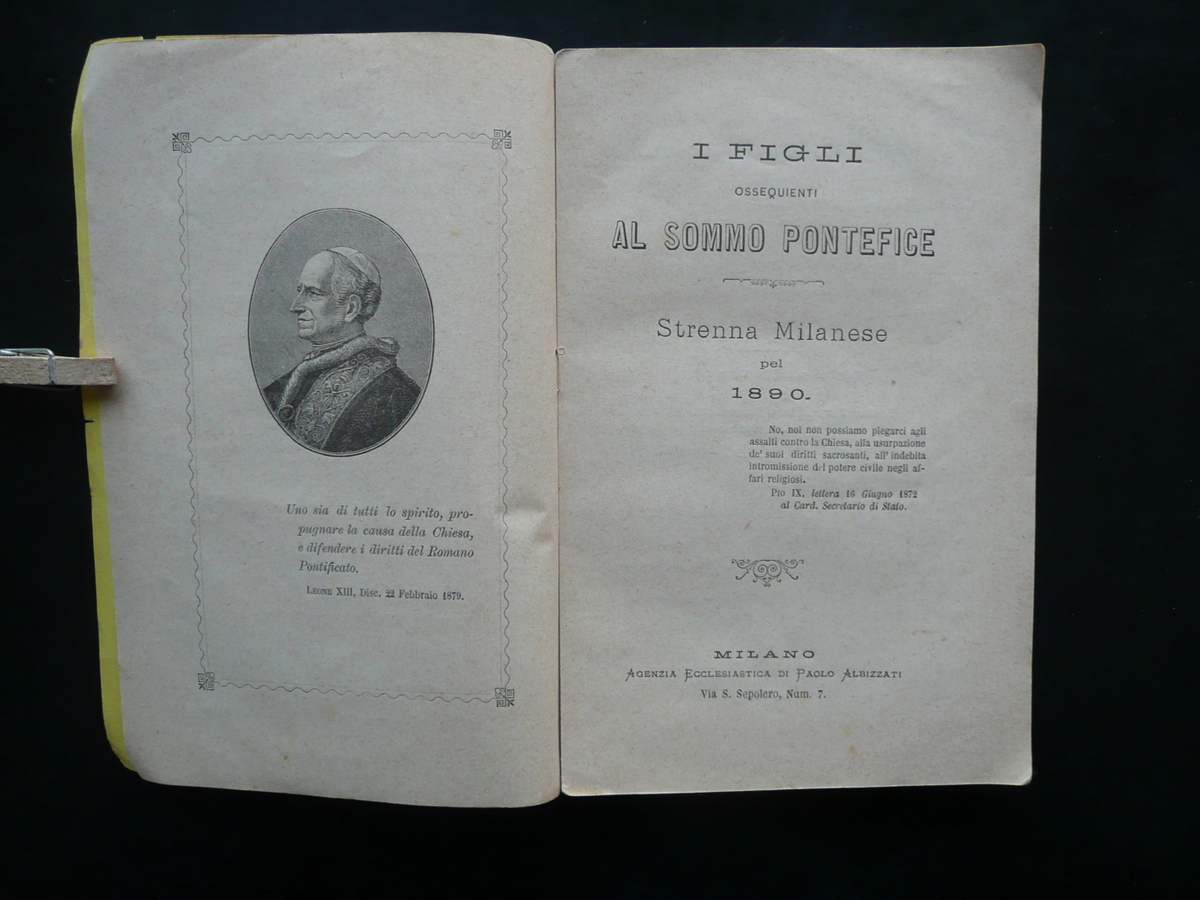 Uno sia di tutti lo spirito, pro-
pugnare la causa della Chiesa,
e difendere i diritti del Romano
Pontificato.
LEONE XIII, Disc. 22 Febbraio 1879.
I FIGLI
OSSEQUIENTI
AL SOMMO PONTEFICE
Strenna Milanese
pel
1890.
No, noi non possiamo piegarci agli
assalti contro la Chiesa, alla usurpazione
de' suoi diritti sacrosanti, all' indebita
intromissione del potere civile negli af-
fari religiosi.
PIO IX, lettera 16 Giugno 1872
al Card. Secretario di Stato.
MILANO
AGENZIA ECCLESIASTICA DI PAOLO ALBIZZATI
Via S. Sepolcro, Num. 7.